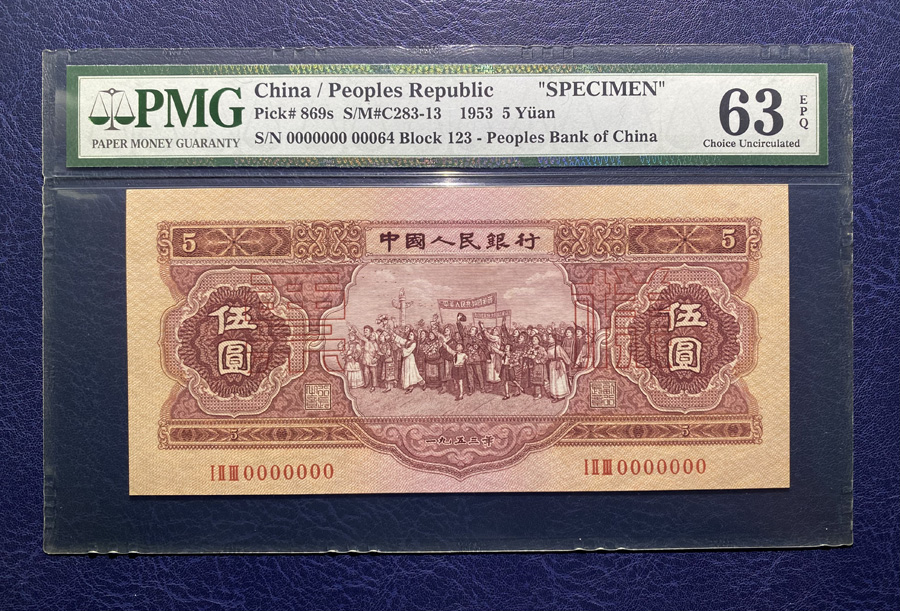 PMG
PAPER MONEY GUARANTY
China / Peoples Republic "SPECIMEN"
Pick# 869s S/M#C283-13 1953 5 Yüan
S/N 0000000 00064 Block 123 - Peoples Bank of China
63 EPQ
Choice Uncirculated
中國人民銀行
5 5
伍圓 伍圓
5 5
一九五三年
I II III 0000000 I II III 0000000